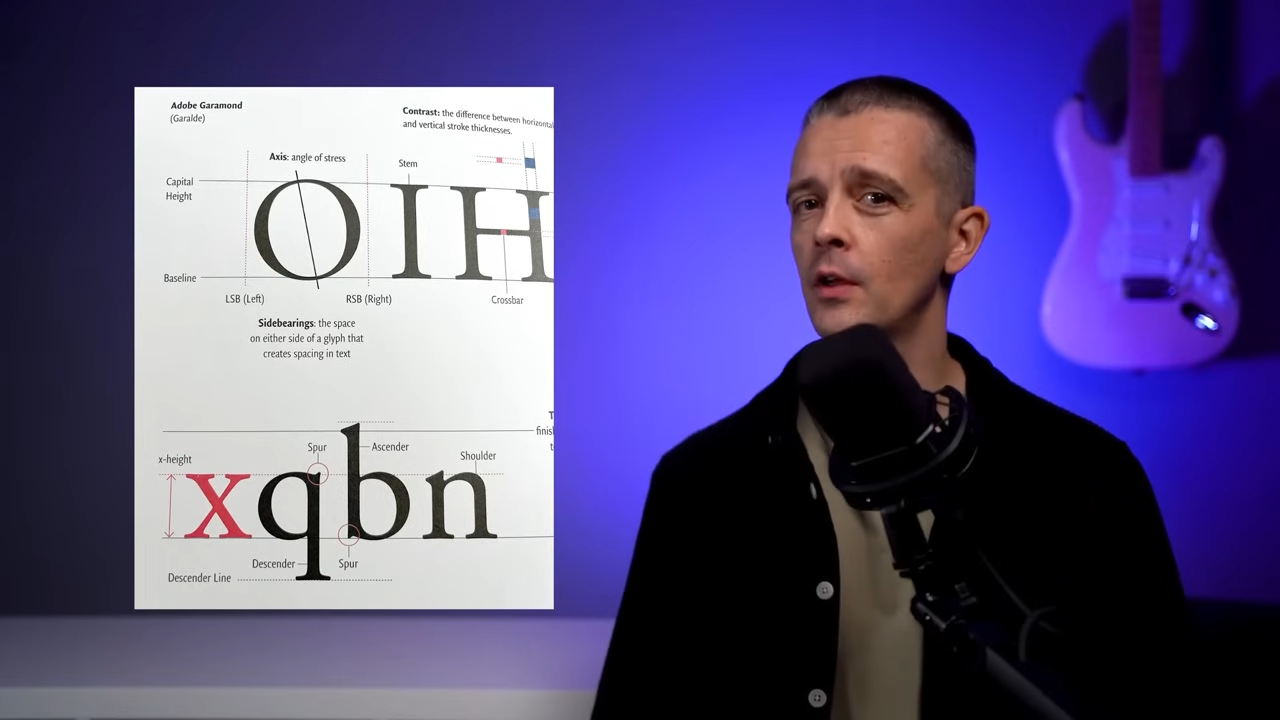 Adobe Garamond
(Garalde)
Contrast: the difference between horizontal
and vertical stroke thicknesses.
Axis: angle of stress
Stem
Capital
Height
OIH
Baseline
LSB (Left)
RSB (Right)
Crossbar
Sidebearings: the space
on either side of a glyph that
creates spacing in text
Spur
Ascender
Shoulder
x-height
xqbn
Descender
Spur
Descender Line